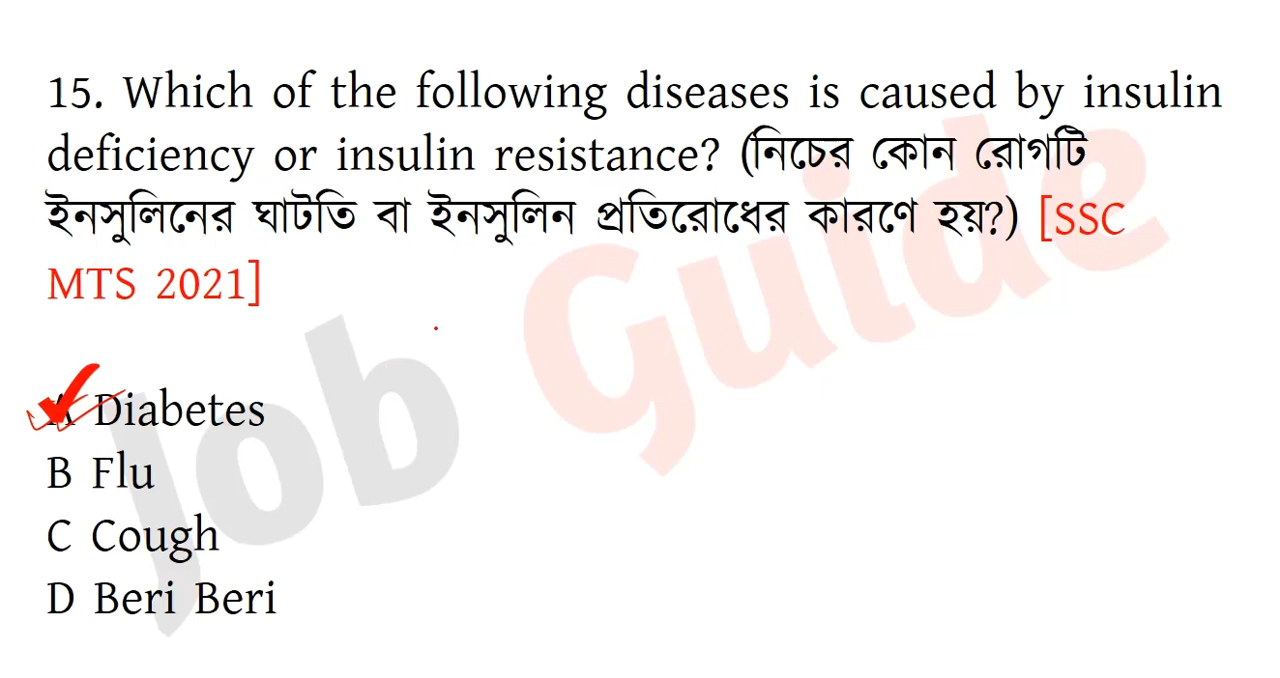 15. Which of the following diseases is caused by insulin
deficiency or insulin resistance? (নিচের কোন রোগটি
ইনসুলিনের ঘাটতি বা ইনসুলিন প্রতিরোধের কারণে হয়?) [SSC
MTS 2021]
A Diabetes
B Flu
C Cough
D Beri Beri
Job Guide